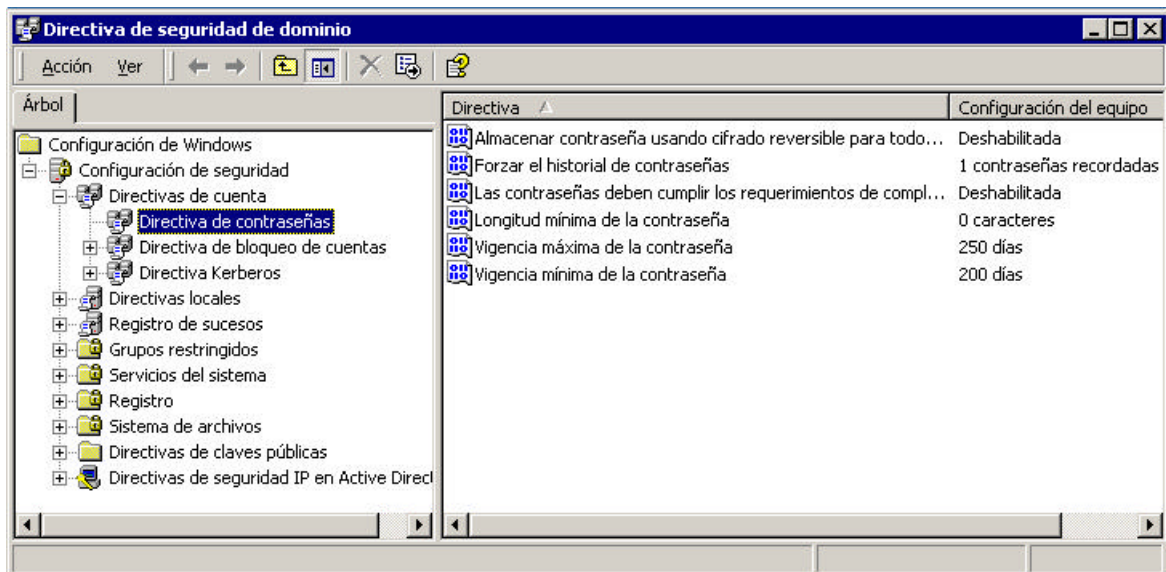 Directiva de seguridad de dominio
Acción Ver
Árbol
Configuración de Windows
Configuración de seguridad
Directivas de cuenta
Directiva de contraseñas
Directiva de bloqueo de cuentas
Directiva Kerberos
Directivas locales
Registro de sucesos
Grupos restringidos
Servicios del sistema
Registro
Sistema de archivos
Directivas de claves públicas
Directivas de seguridad IP en Active Direct
Directiva Configuración del equipo
Almacenar contraseña usando cifrado reversible para todo... Deshabilitada
Forzar el historial de contraseñas 1 contraseñas recordadas
Las contraseñas deben cumplir los requerimientos de compl... Deshabilitada
Longitud mínima de la contraseña 0 caracteres
Vigencia máxima de la contraseña 250 días
Vigencia mínima de la contraseña 200 días